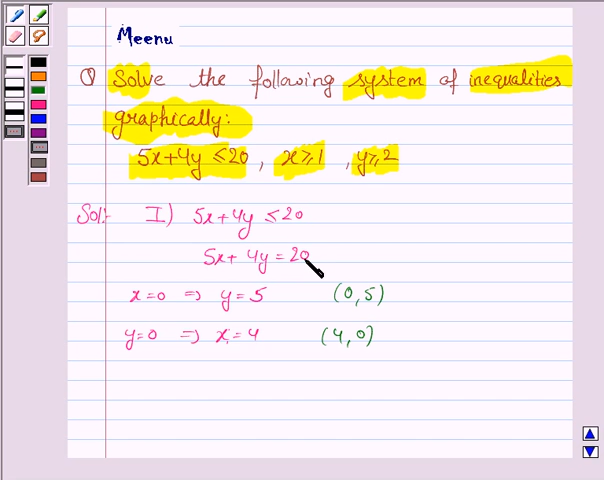 Meenu
Q Solve the following system of inequalities
graphically:
5x+4y ≤ 20, x ≥ 1, y ≥ 2
Sol: I) 5x + 4y ≤ 20
5x + 4y = 20
x=0 ⇒ y = 5 (0, 5)
y=0 ⇒ x = 4 (4, 0)